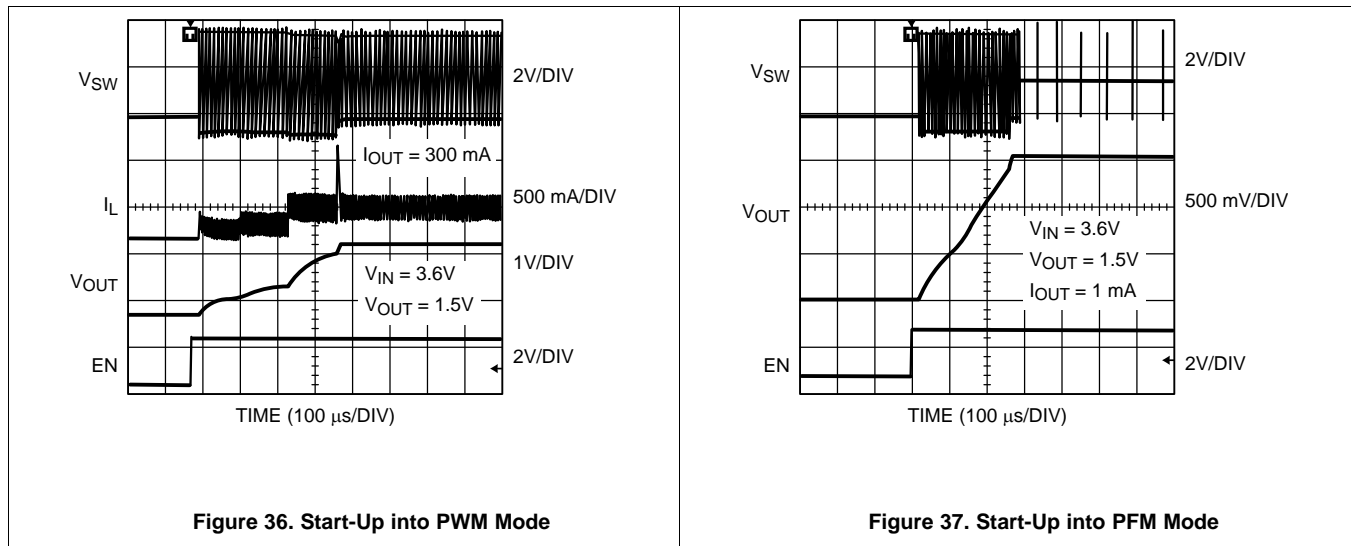 V_SW
2V/DIV
I_OUT = 300 mA
I_L
500 mA/DIV
V_OUT
1V/DIV
V_IN = 3.6V
V_OUT = 1.5V
EN
2V/DIV
TIME (100 µs/DIV)
Figure 36. Start-Up into PWM Mode
V_SW
2V/DIV
V_OUT
500 mV/DIV
V_IN = 3.6V
V_OUT = 1.5V
I_OUT = 1 mA
EN
2V/DIV
TIME (100 µs/DIV)
Figure 37. Start-Up into PFM Mode